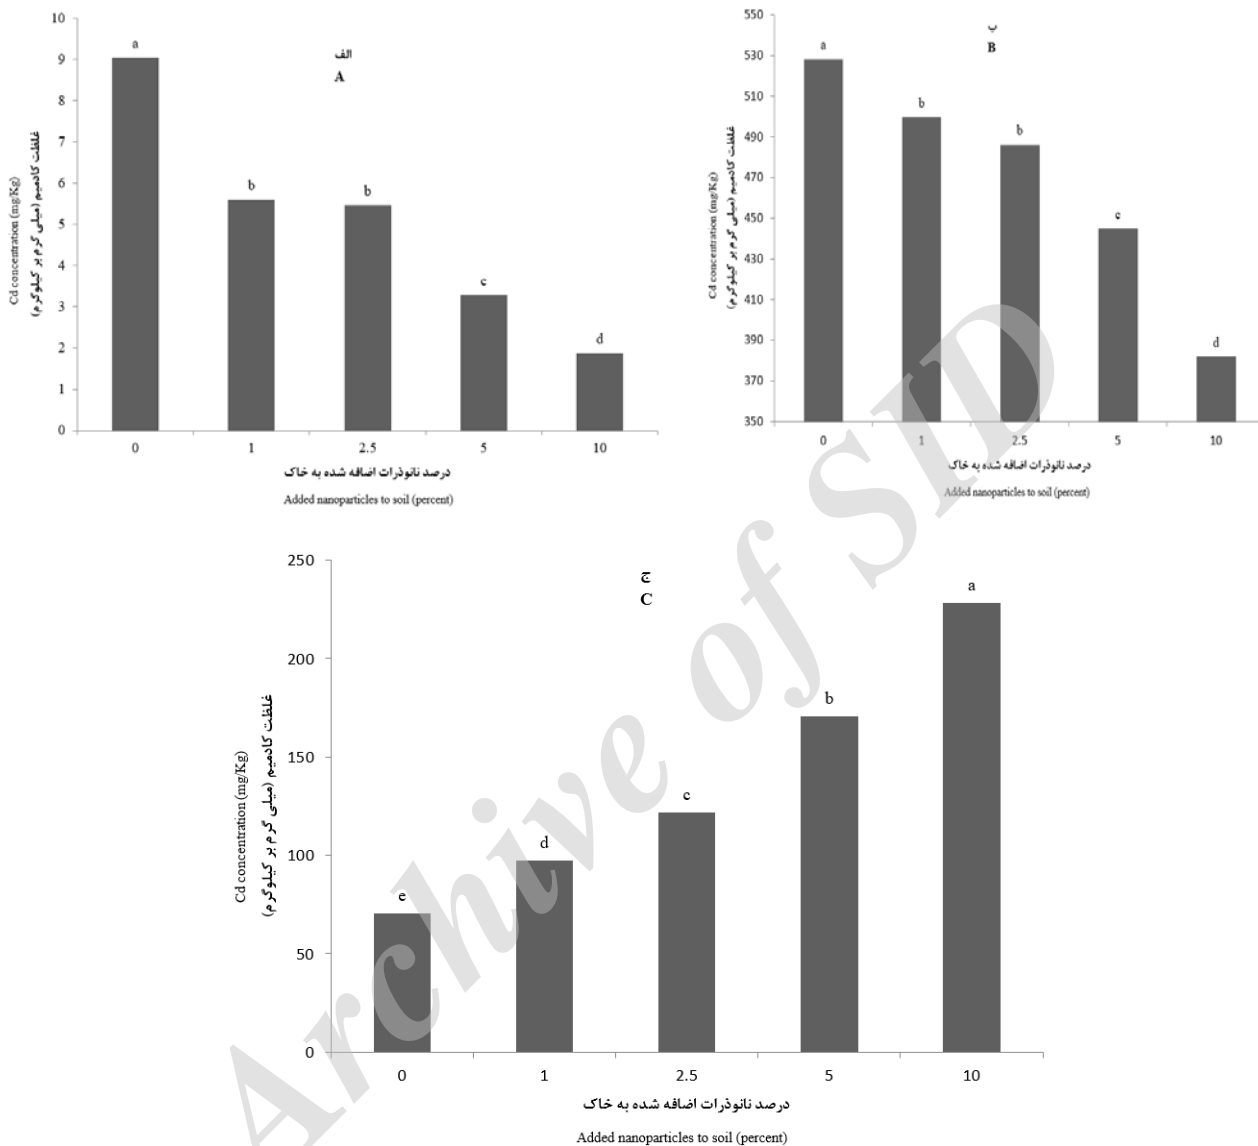 الف
A
10
9
8
7
6
5
4
3
2
1
0
a
b
b
c
d
0 1 2.5 5 10
Cd concentration (mg/Kg)
غلظت کادمیم (میلی گرم بر کیلوگرم)
درصد نانوذرات اضافه شده به خاک
Added nanoparticles to soil (percent)
ب
B
550
530
510
490
470
450
430
410
390
370
350
a
b
b
c
d
0 1 2.5 5 10
Cd concentration (mg/Kg)
غلظت کادمیم (میلی گرم بر کیلوگرم)
درصد نانوذرات اضافه شده به خاک
Added nanoparticles to soil (percent)
ج
C
250
200
150
100
50
0
e
d
c
b
a
0 1 2.5 5 10
Cd concentration (mg/Kg)
غلظت کادمیم (میلی گرم بر کیلوگرم)
درصد نانوذرات اضافه شده به خاک
Added nanoparticles to soil (percent)
Archive of SID